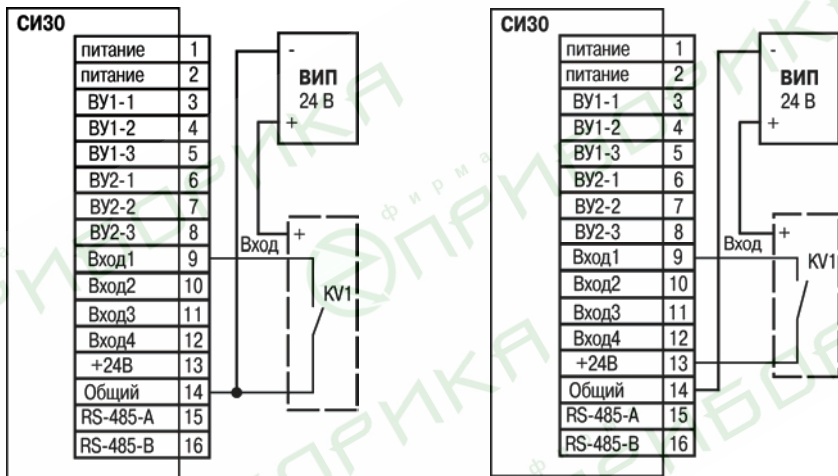 СИ30
питание 1
питание 2
ВУ1-1 3
ВУ1-2 4
ВУ1-3 5
ВУ2-1 6
ВУ2-2 7
ВУ2-3 8
Вход1 9
Вход2 10
Вход3 11
Вход4 12
+24В 13
Общий 14
RS-485-А 15
RS-485-В 16
-
ВИП
24 В
+
Вход
+
KV1
СИ30
питание 1
питание 2
ВУ1-1 3
ВУ1-2 4
ВУ1-3 5
ВУ2-1 6
ВУ2-2 7
ВУ2-3 8
Вход1 9
Вход2 10
Вход3 11
Вход4 12
+24В 13
Общий 14
RS-485-А 15
RS-485-В 16
-
ВИП
24 В
+
Вход
+
KV1
фирма
ПРИБОРИКА